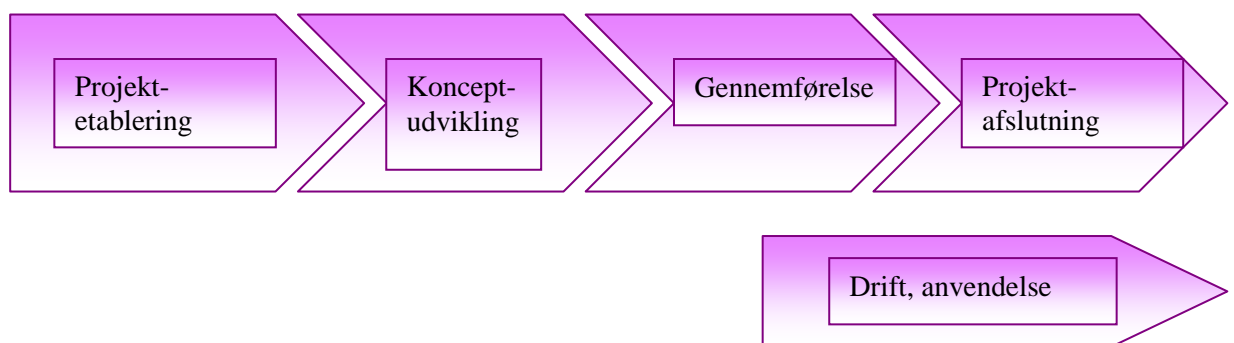 Projekt-
etablering
Koncept-
udvikling
Gennemførelse
Projekt-
afslutning
Drift, anvendelse